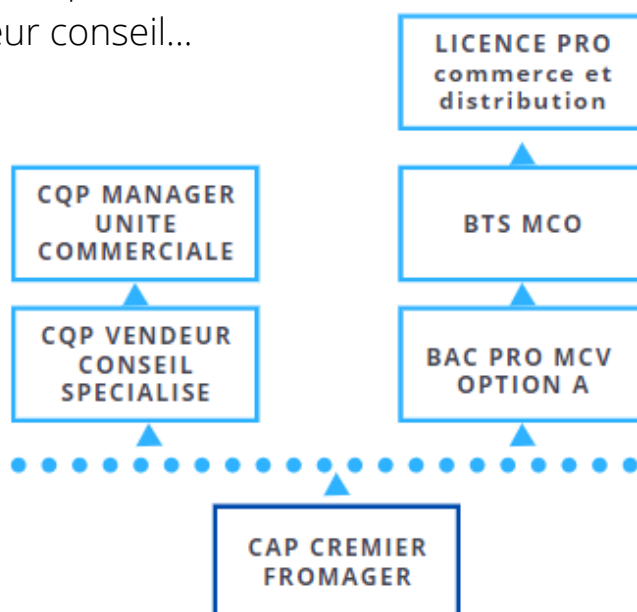 eur conseil...
LICENCE PRO
commerce et
distribution
CQP MANAGER
UNITE
COMMERCIALE
BTS MCO
CQP VENDEUR
CONSEIL
SPECIALISE
BAC PRO MCV
OPTION A
CAP CREMIER
FROMAGER